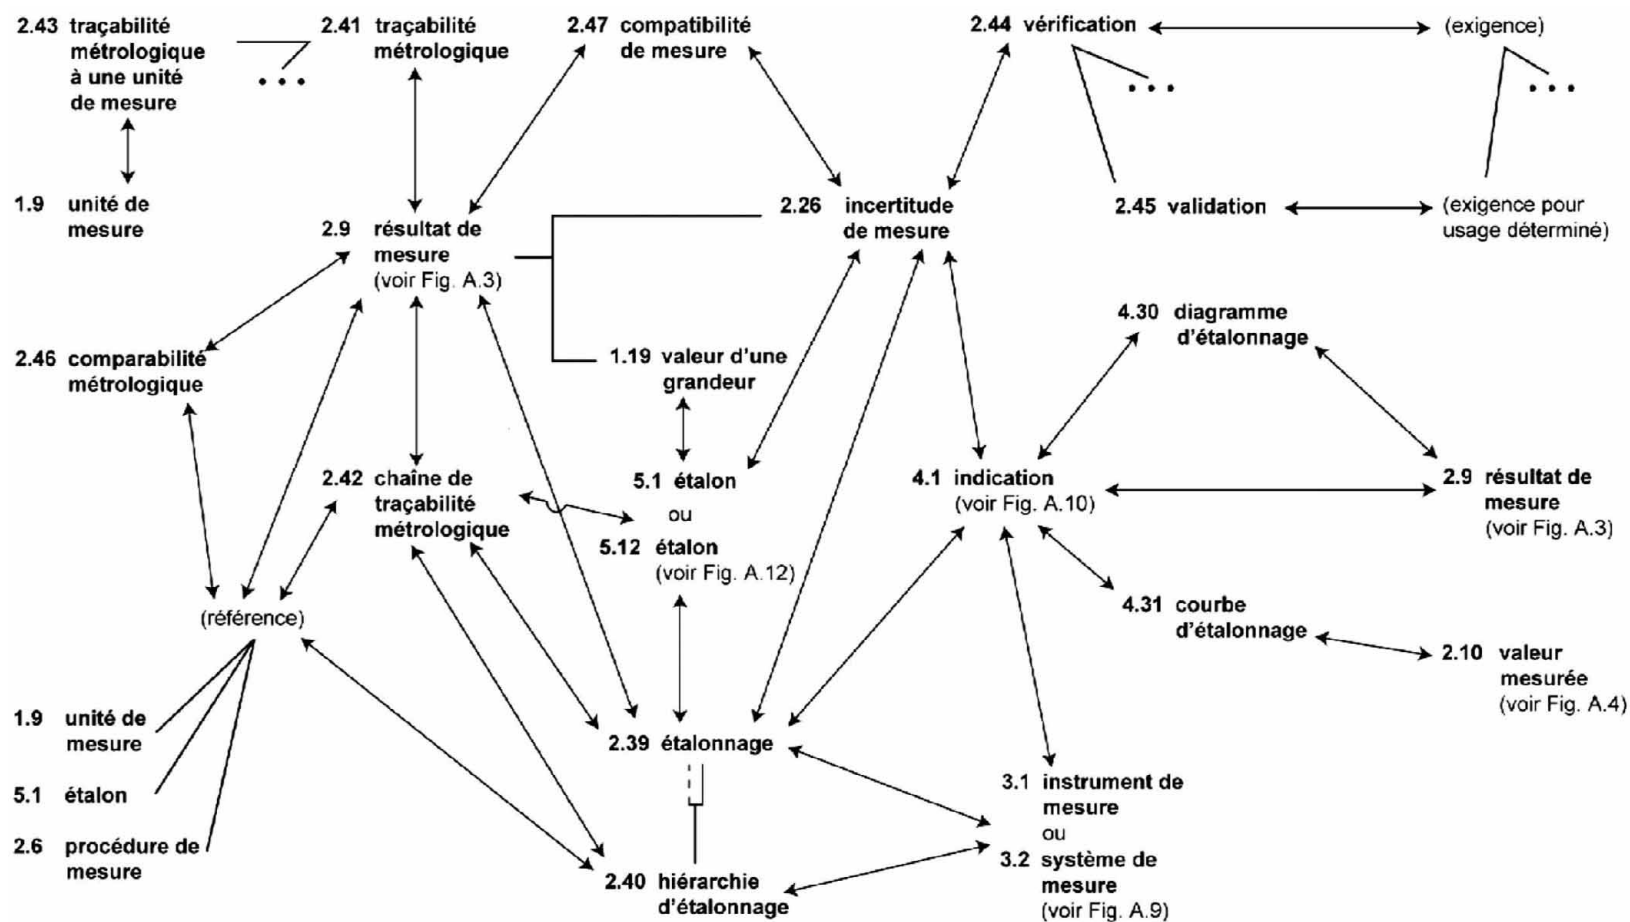 2.43 traçabilité
métrologique
à une unité
de mesure
2.41 traçabilité
métrologique
2.47 compatibilité
de mesure
2.44 vérification
(exigence)
• • •
• • •
• • •
1.9 unité de
mesure
2.9 résultat de
mesure
(voir Fig. A.3)
2.26 incertitude
de mesure
2.45 validation
(exigence pour
usage déterminé)
2.46 comparabilité
métrologique
1.19 valeur d'une
grandeur
4.30 diagramme
d'étalonnage
2.42 chaîne de
traçabilité
métrologique
5.1 étalon
ou
5.12 étalon
(voir Fig. A.12)
4.1 indication
(voir Fig. A.10)
2.9 résultat de
mesure
(voir Fig. A.3)
(référence)
4.31 courbe
d'étalonnage
2.10 valeur
mesurée
(voir Fig. A.4)
1.9 unité de
mesure
5.1 étalon
2.6 procédure de
mesure
2.39 étalonnage
2.40 hiérarchie
d'étalonnage
3.1 instrument de
mesure
ou
3.2 système de
mesure
(voir Fig. A.9)